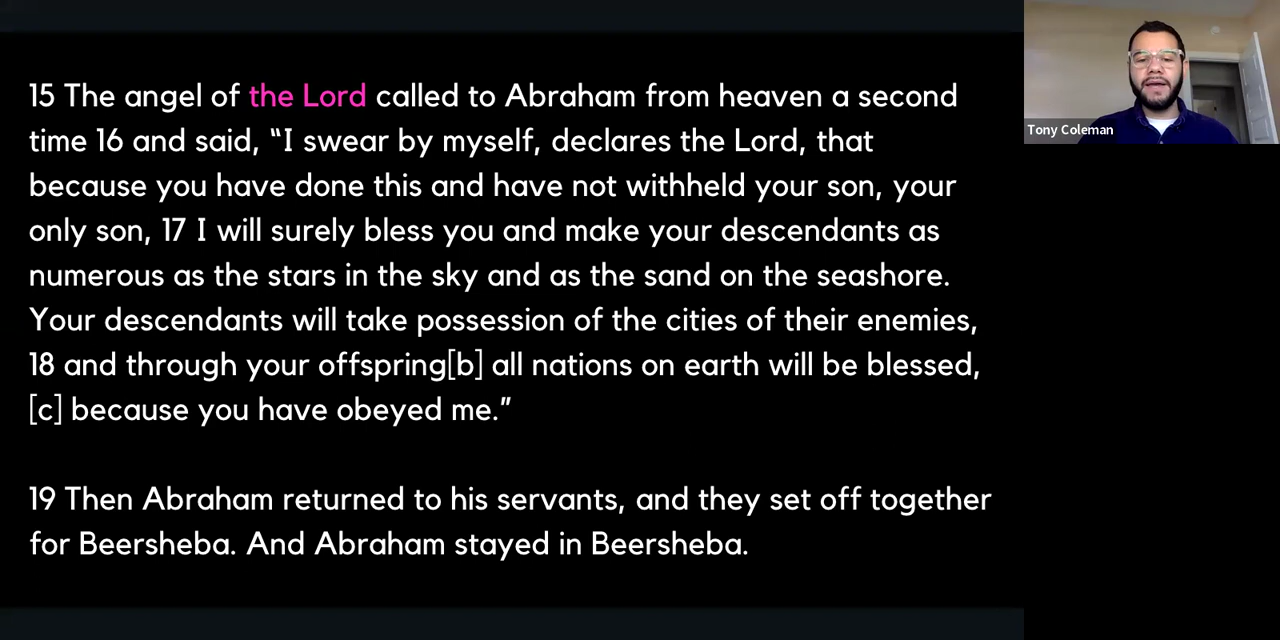 15 The angel of the Lord called to Abraham from heaven a second
time 16 and said, “I swear by myself, declares the Lord, that
because you have done this and have not withheld your son, your
only son, 17 I will surely bless you and make your descendants as
numerous as the stars in the sky and as the sand on the seashore.
Your descendants will take possession of the cities of their enemies,
18 and through your offspring[b] all nations on earth will be blessed,
[c] because you have obeyed me.”
19 Then Abraham returned to his servants, and they set off together
for Beersheba. And Abraham stayed in Beersheba.
Tony Coleman